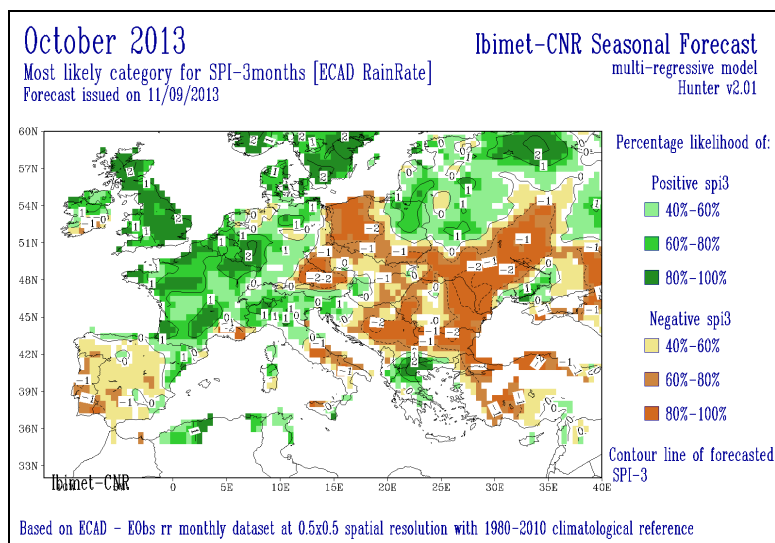 October 2013
Most likely category for SPI-3months [ECAD RainRate]
Forecast issued on 11/09/2013
Ibimet-CNR Seasonal Forecast
multi-regressive model
Hunter v2.01
60N
57N
54N
51N
48N
45N
42N
39N
36N
33N
0
5E
10E
15E
20E
25E
30E
35E
40E
Ibimet-CNR
Percentage likelihood of:
Positive spi3
40%-60%
60%-80%
80%-100%
Negative spi3
40%-60%
60%-80%
80%-100%
Contour line of forecasted
SPI-3
Based on ECAD - EObs rr monthly dataset at 0.5x0.5 spatial resolution with 1980-2010 climatological reference